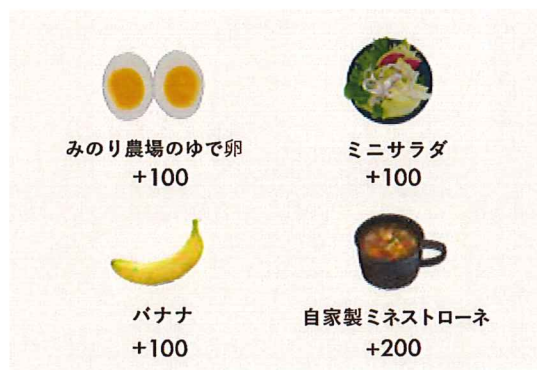 みのり農場のゆで卵
+100
ミニサラダ
+100
バナナ
+100
自家製ミネストローネ
+200